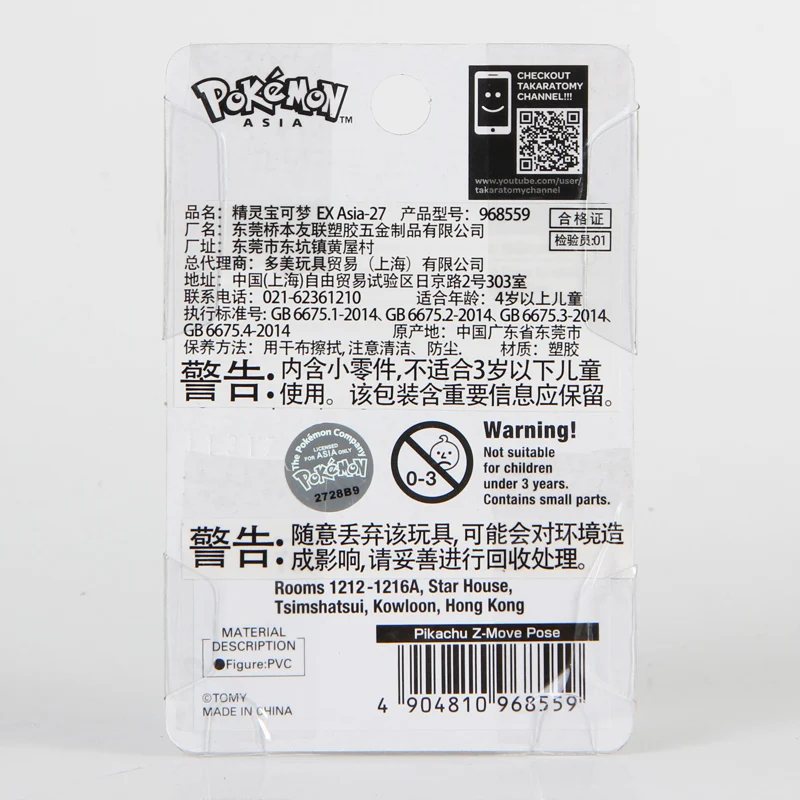 POKéMON
ASIA™
CHECKOUT
TAKARATOMY
CHANNEL!!!
www.youtube.com/user/
takaratomychannel
品名：精灵宝可梦 EX Asia-27 产品型号：968559
合格证
厂名：东莞桥本友联塑胶五金制品有限公司
检验员:01
厂址：东莞市东坑镇黄屋村
总代理商：多美玩具贸易（上海）有限公司
地址：中国(上海)自由贸易试验区日京路2号303室
联系电话：021-62361210 适合年龄：4岁以上儿童
执行标准号：GB 6675.1-2014、GB 6675.2-2014、GB 6675.3-2014、
GB 6675.4-2014 原产地：中国广东省东莞市
保养方法：用干布擦拭,注意清洁、防尘. 材质：塑胶
警告:内含小零件,不适合3岁以下儿童
使用。该包装含重要信息应保留。
The Pokémon Company
LICENSED
FOR ASIA ONLY
POKéMON
2728B9
0-3
Warning!
Not suitable
for children
under 3 years.
Contains small parts.
警告:随意丢弃该玩具,可能会对环境造
成影响,请妥善进行回收处理。
Rooms 1212-1216A, Star House,
Tsimshatsui, Kowloon, Hong Kong
MATERIAL
DESCRIPTION
●Figure:PVC
©TOMY
MADE IN CHINA
Pikachu Z-Move Pose
4 904810 968559